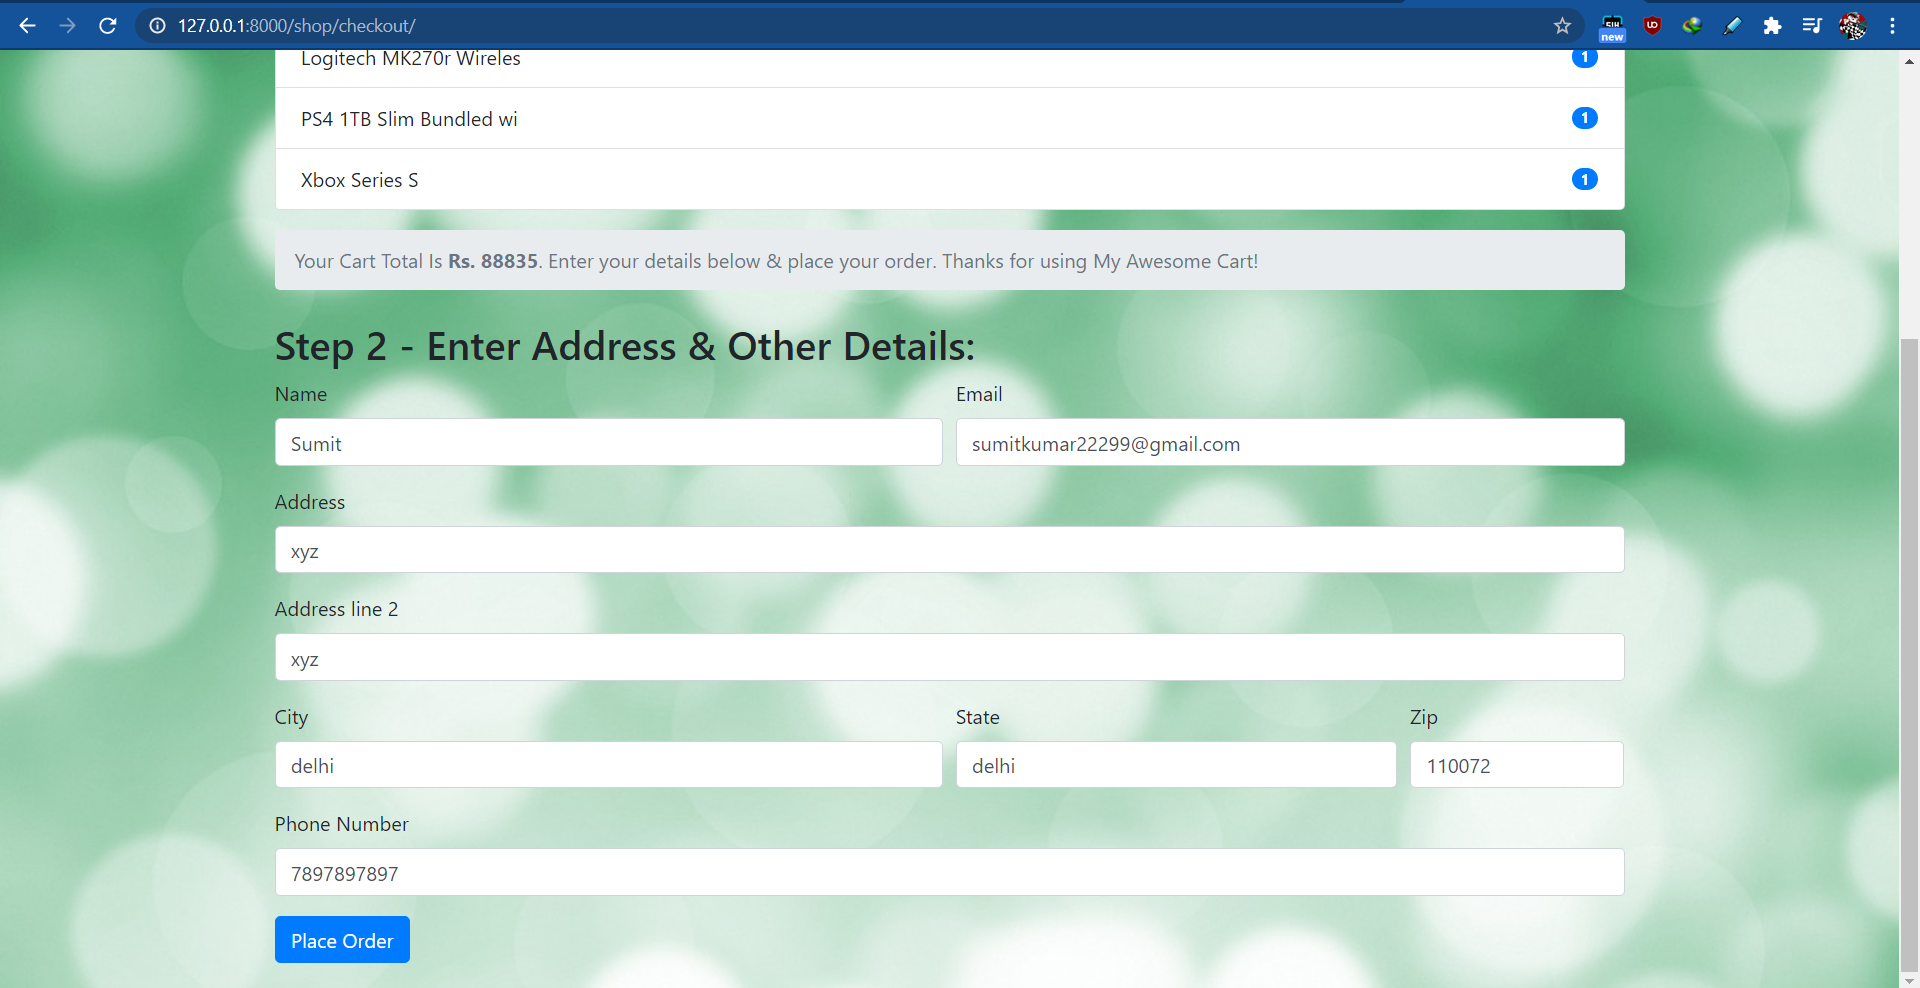 127.0.0.1:8000/shop/checkout/
new
Logitech MK270r Wireles 1
PS4 1TB Slim Bundled wi 1
Xbox Series S 1
Your Cart Total Is Rs. 88835. Enter your details below & place your order. Thanks for using My Awesome Cart!
Step 2 - Enter Address & Other Details:
Name Email
Sumit sumitkumar22299@gmail.com
Address
xyz
Address line 2
xyz
City State Zip
delhi delhi 110072
Phone Number
7897897897
Place Order